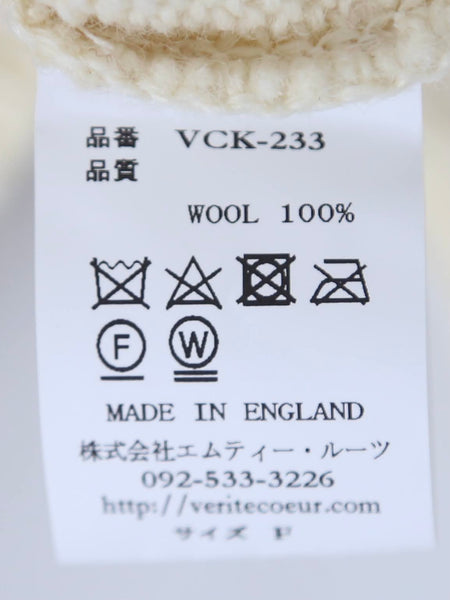 品番 VCK-233
品質
WOOL 100%
F W
MADE IN ENGLAND
株式会社エムティー・ルーツ
092-533-3226
http://veritecoeur.com
サイズ F